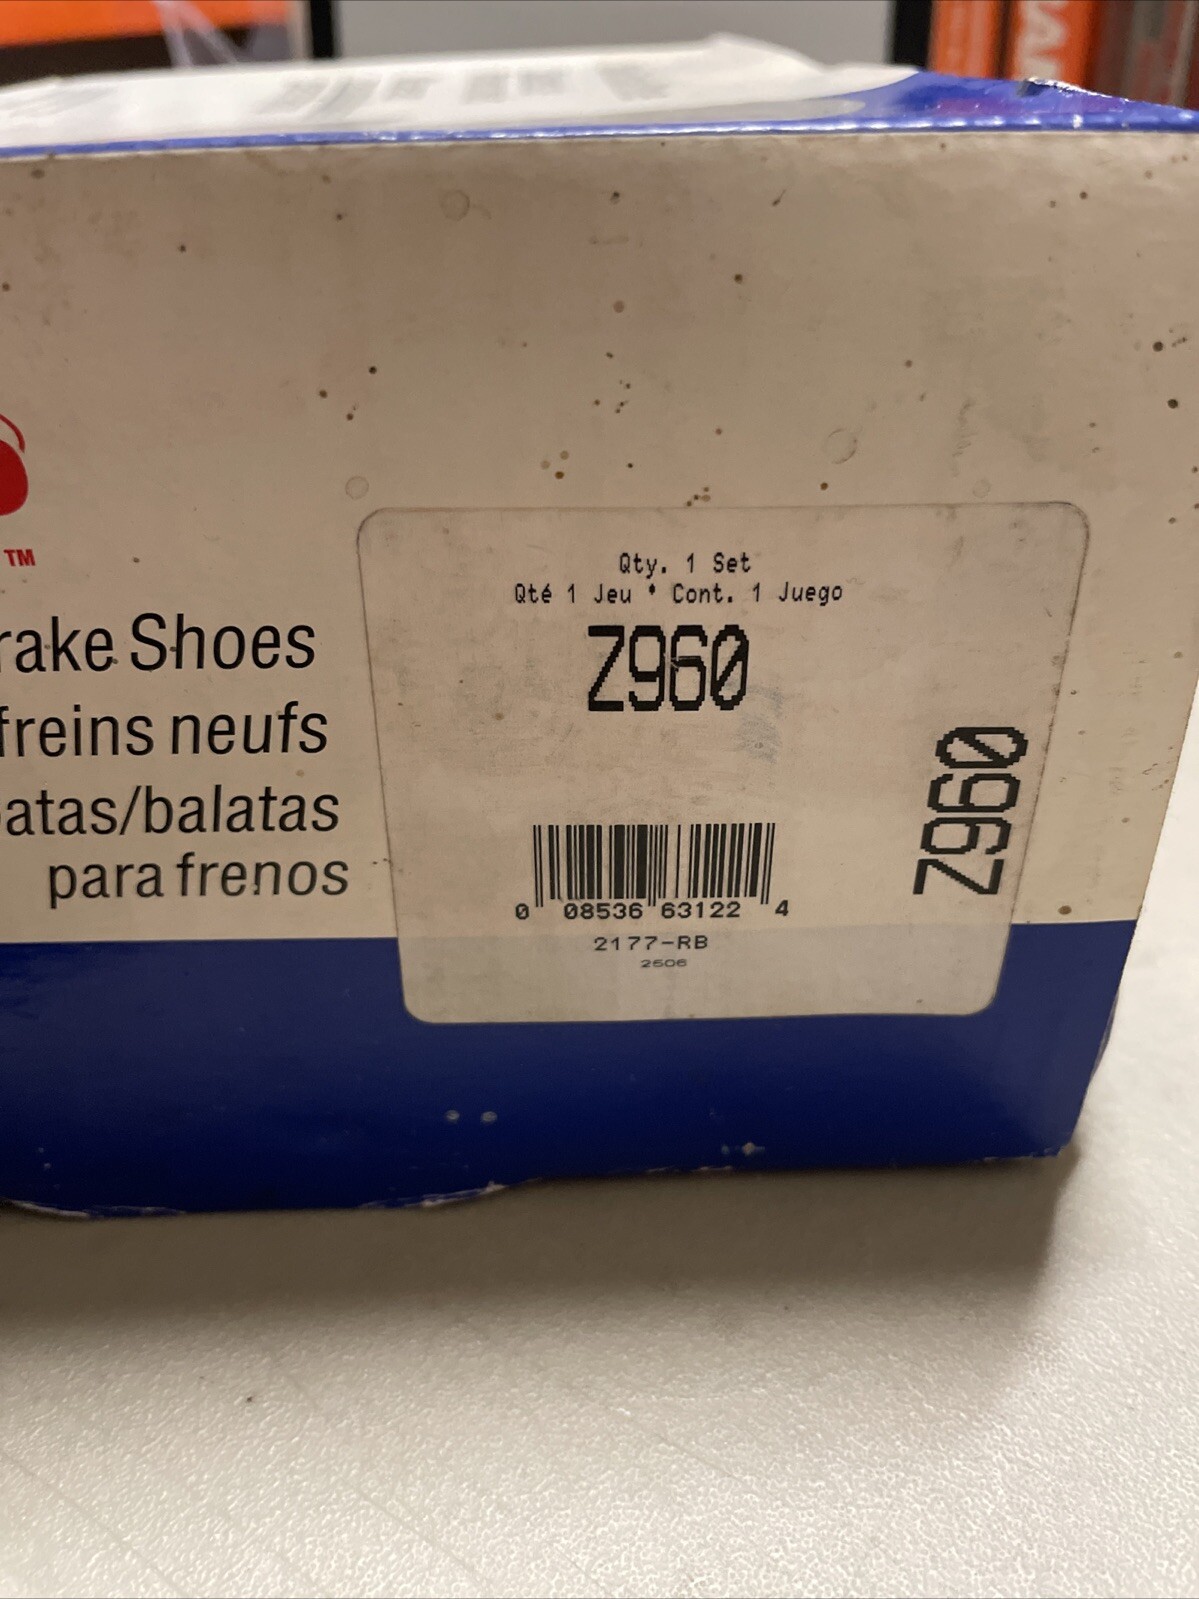 TM
rake Shoes
freins neufs
patas/balatas
para frenos
Qty. 1 Set
Qté 1 Jeu • Cont. 1 Juego
Z960
Z960
0 08536 63122 4
2177-RB
2606